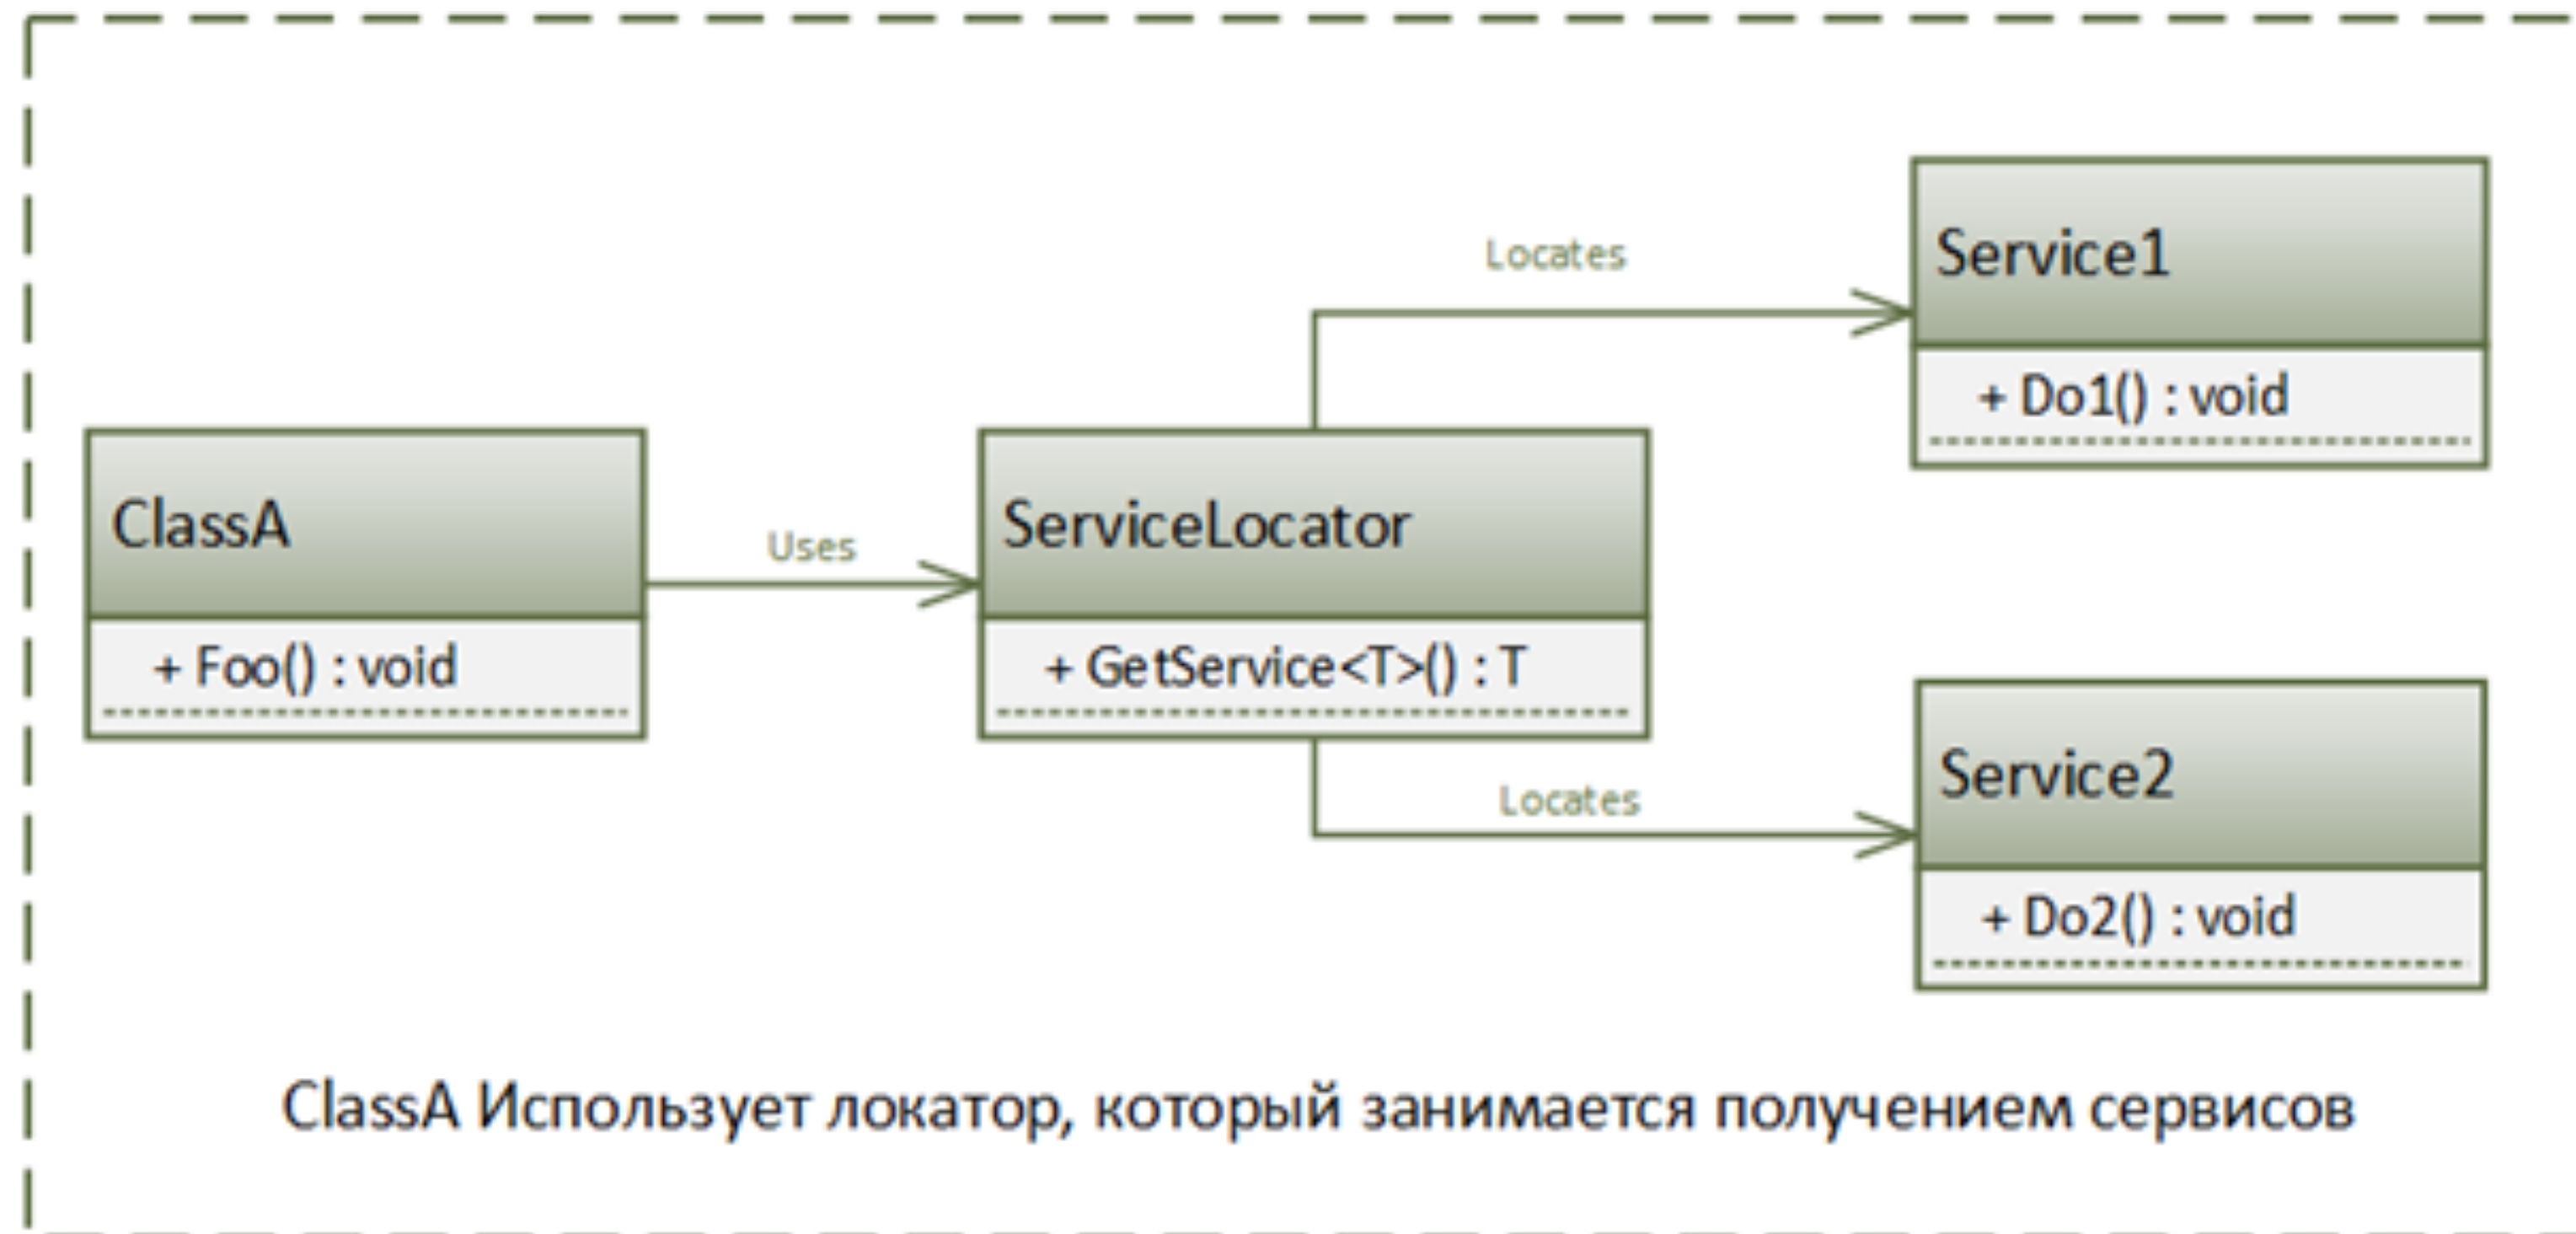 Locates
Service1
+ Do1() : void
ClassA
+ Foo() : void
Uses
ServiceLocator
+ GetService<T>() : T
Locates
Service2
+ Do2() : void
ClassA Использует локатор, который занимается получением сервисов